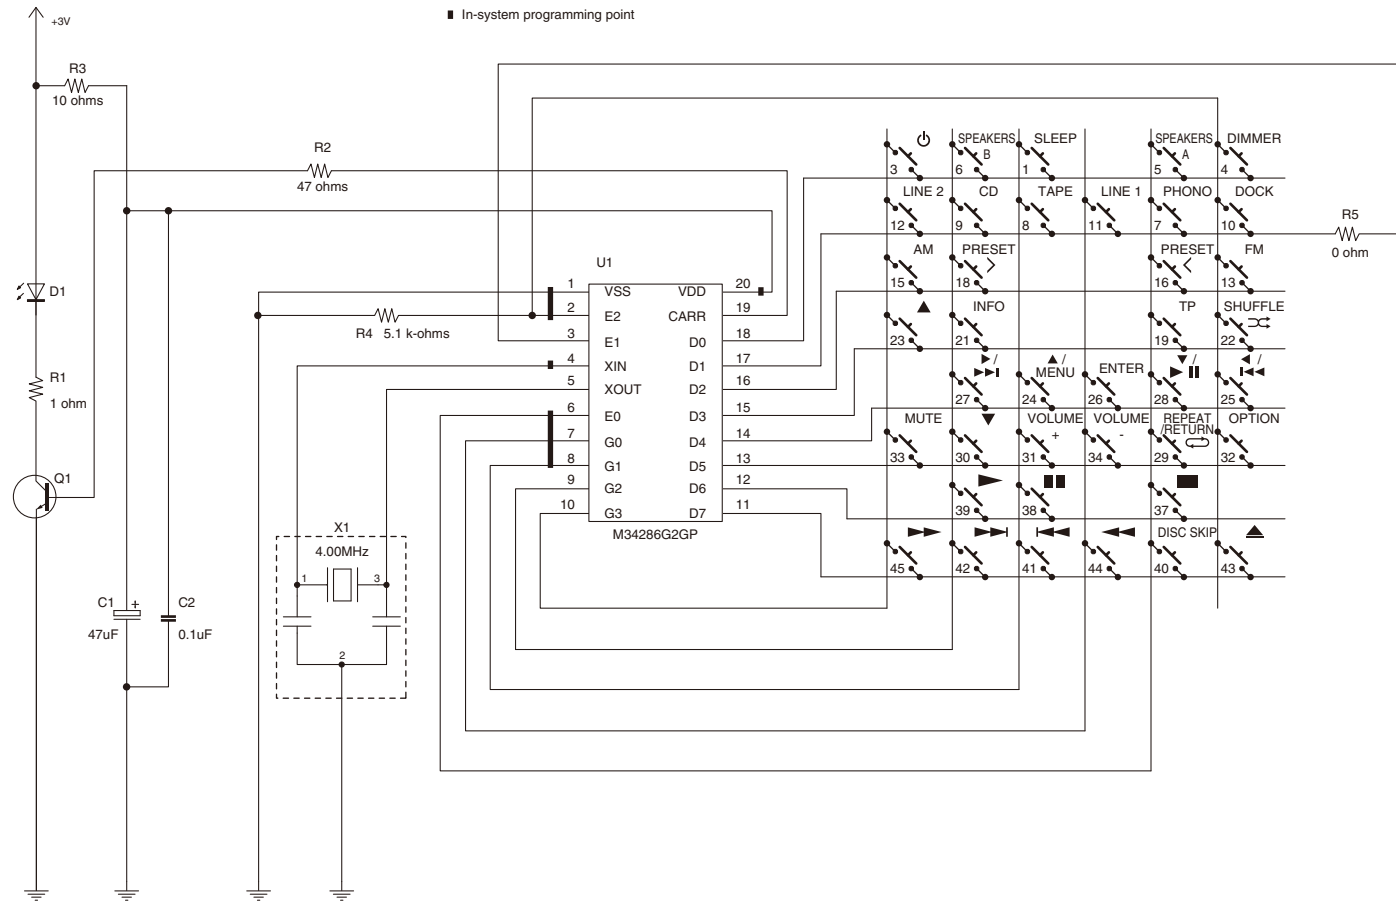 In-system programming point
+3V
R3
10 ohms
R2
47 ohms
D1
R1
1 ohm
Q1
C1
+
47uF
C2
0.1uF
R4 5.1 k-ohms
X1
4.00MHz
1
3
2
U1
1 VSS VDD 20
2 E2 CARR 19
3 E1 D0 18
4 XIN D1 17
5 XOUT D2 16
6 E0 D3 15
7 G0 D4 14
8 G1 D5 13
9 G2 D6 12
10 G3 D7 11
M34286G2GP
SPEAKERS B SLEEP SPEAKERS A DIMMER
3 6 1 5 4
LINE 2 CD TAPE LINE 1 PHONO DOCK
12 9 8 11 7 10
R5
0 ohm
AM PRESET > PRESET < FM
15 18 16 13
INFO TP SHUFFLE
23 21 19 22
/ / MENU ENTER / /
27 24 26 28 25
MUTE VOLUME + VOLUME - REPEAT /RETURN OPTION
33 30 31 34 29 32
39 38 37
DISC SKIP
45 42 41 44 40 43